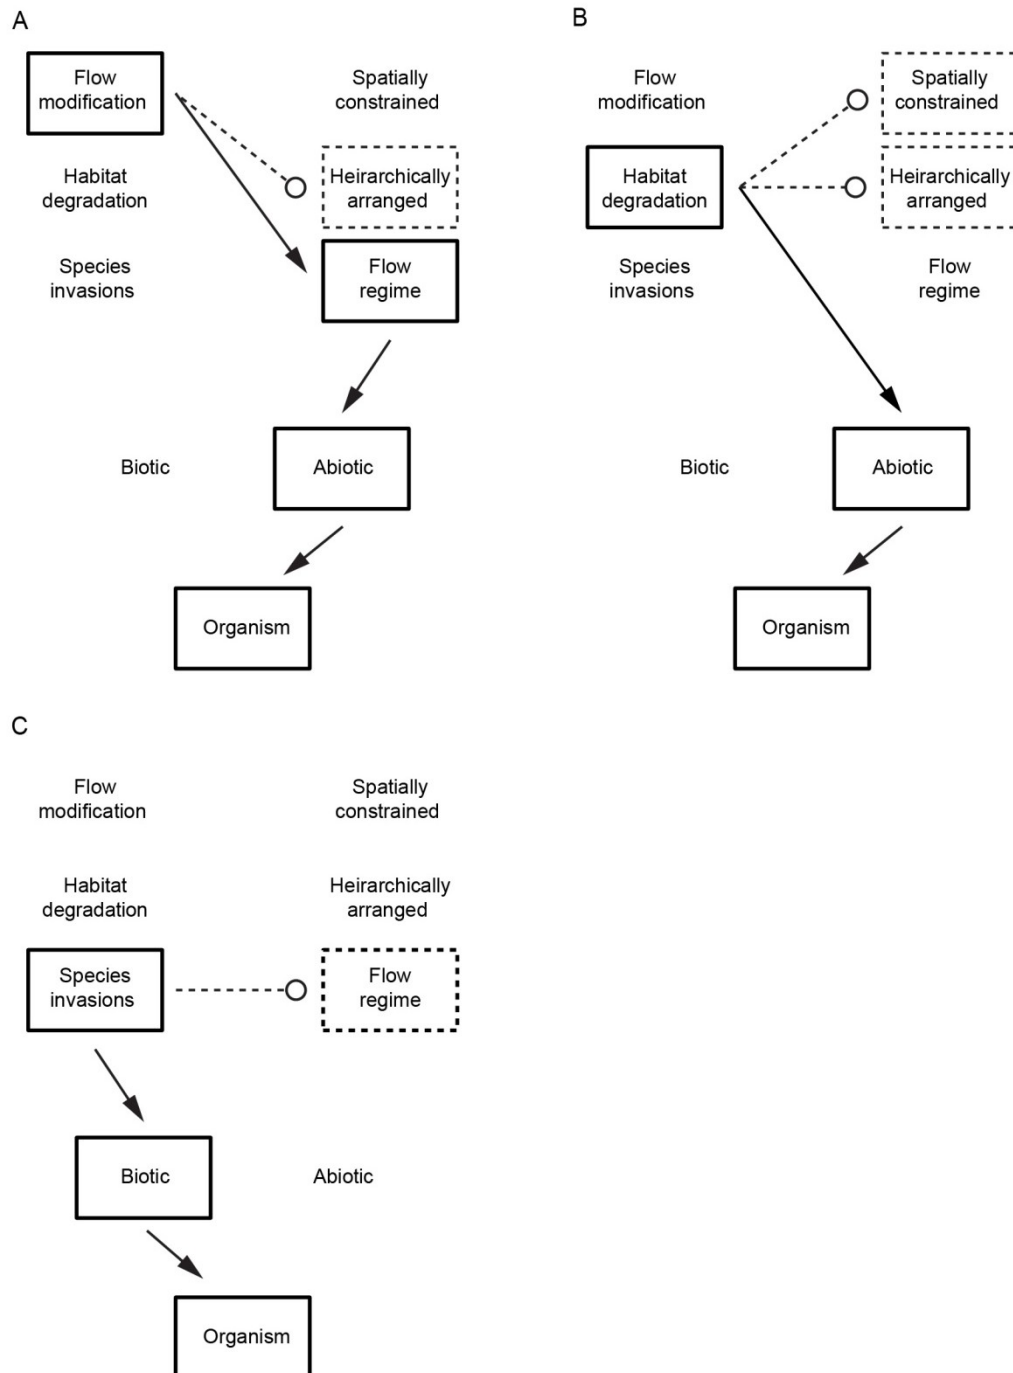 A
Flow
modification
Spatially
constrained
Habitat
degradation
Heirarchically
arranged
Species
invasions
Flow
regime
Biotic
Abiotic
Organism
B
Flow
modification
Spatially
constrained
Habitat
degradation
Heirarchically
arranged
Species
invasions
Flow
regime
Biotic
Abiotic
Organism
C
Flow
modification
Spatially
constrained
Habitat
degradation
Heirarchically
arranged
Species
invasions
Flow
regime
Biotic
Abiotic
Organism